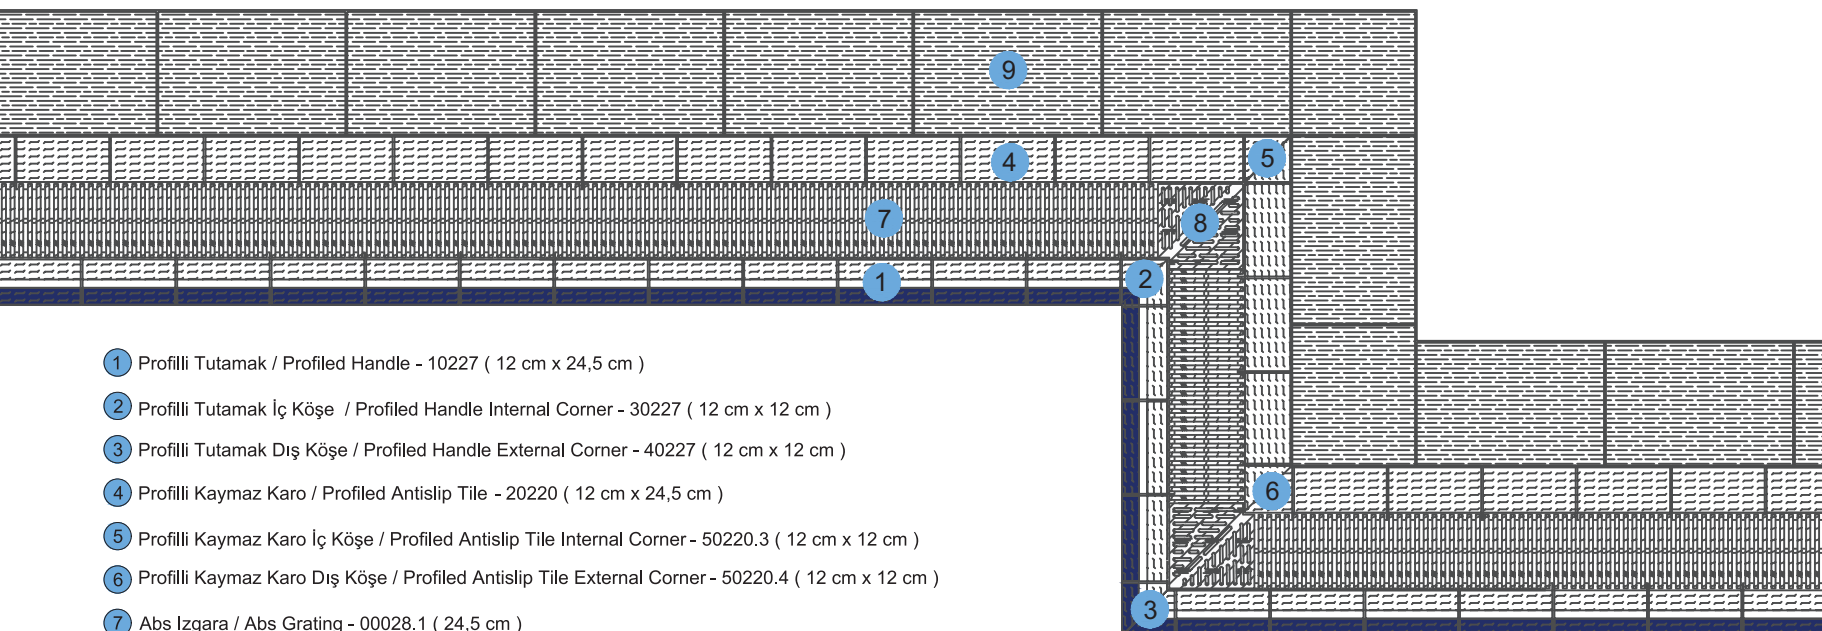 9
4
5
7
8
1
2
6
3
1 Profilli Tutamak / Profiled Handle - 10227 ( 12 cm x 24,5 cm )
2 Profilli Tutamak İç Köşe / Profiled Handle Internal Corner - 30227 ( 12 cm x 12 cm )
3 Profilli Tutamak Dış Köşe / Profiled Handle External Corner - 40227 ( 12 cm x 12 cm )
4 Profilli Kaymaz Karo / Profiled Antislip Tile - 20220 ( 12 cm x 24,5 cm )
5 Profilli Kaymaz Karo İç Köşe / Profiled Antislip Tile Internal Corner - 50220.3 ( 12 cm x 12 cm )
6 Profilli Kaymaz Karo Dış Köşe / Profiled Antislip Tile External Corner - 50220.4 ( 12 cm x 12 cm )
7 Abs Izgara / Abs Grating - 00028.1 ( 24,5 cm )